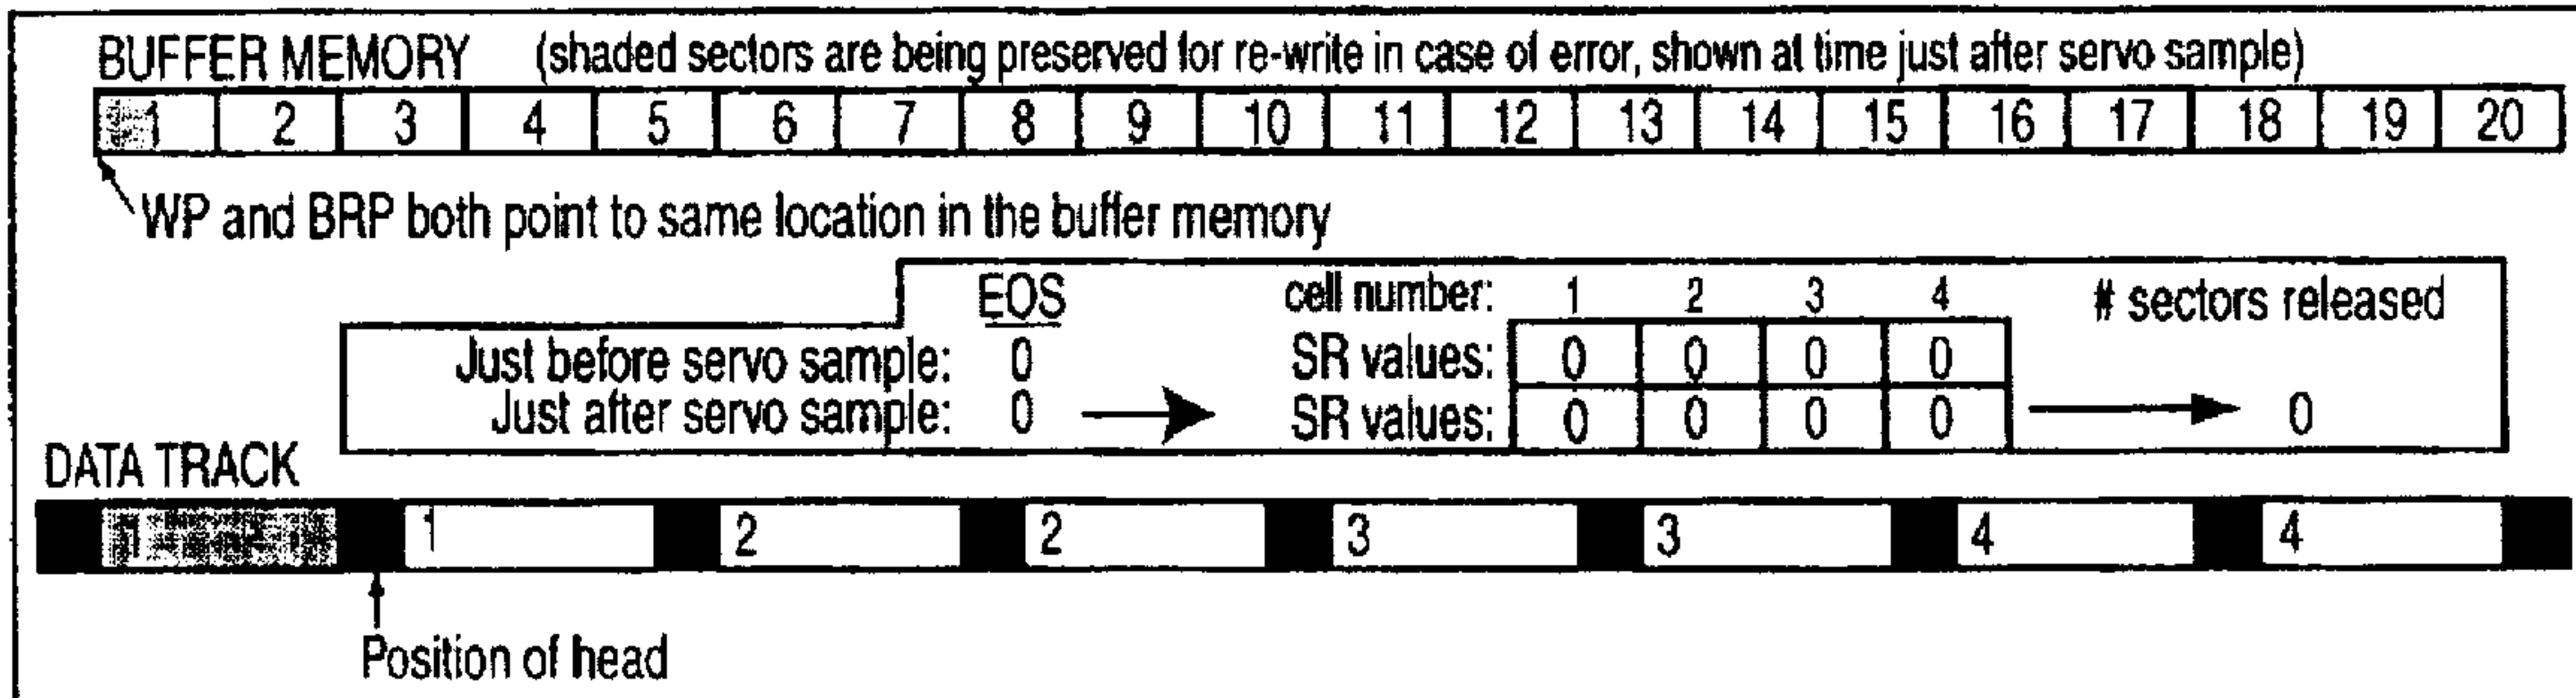 BUFFER MEMORY (shaded sectors are being preserved for re-write in case of error, shown at time just after servo sample)
1 2 3 4 5 6 7 8 9 10 11 12 13 14 15 16 17 18 19 20
WP and BRP both point to same location in the buffer memory
EOS cell number: 1 2 3 4 # sectors released
Just before servo sample: 0 SR values: 0 0 0 0
Just after servo sample: 0 SR values: 0 0 0 0 0
DATA TRACK
1 1 2 2 3 3 4 4
Position of head